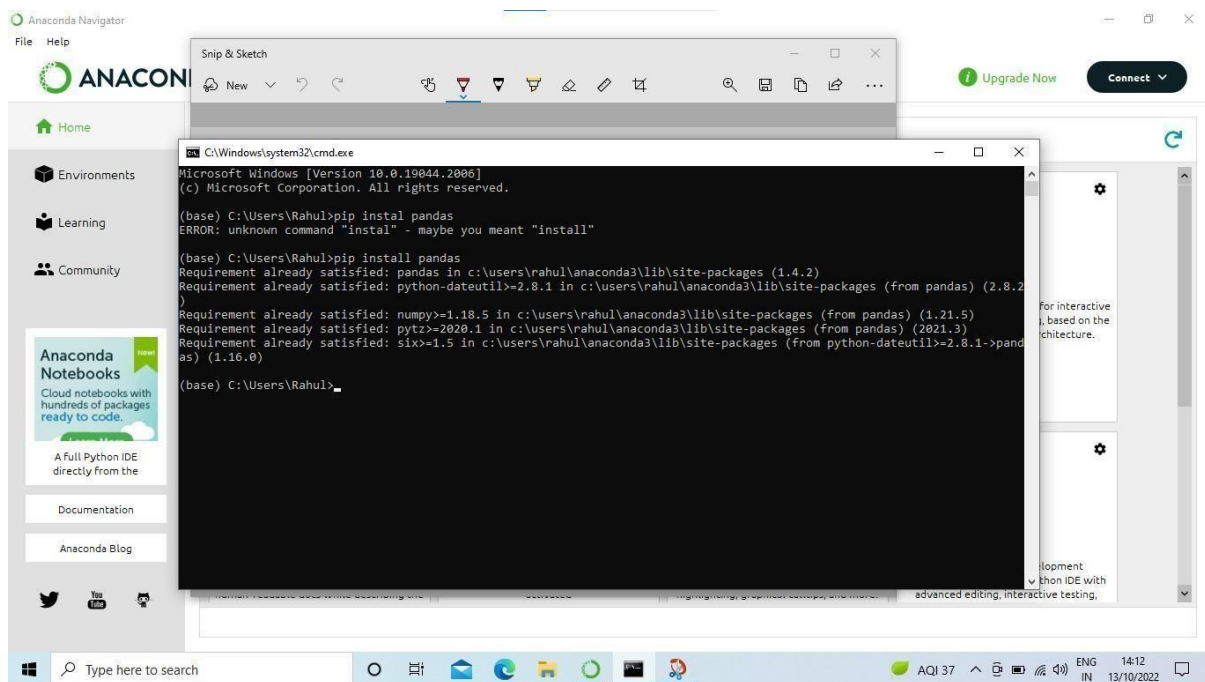 Anaconda Navigator
File Help
Snip & Sketch
ANACON
New
Upgrade Now
Connect
Home
Environments
Learning
Community
C:\Windows\system32\cmd.exe
Microsoft Windows [Version 10.0.19044.2006]
(c) Microsoft Corporation. All rights reserved.
(base) C:\Users\Rahul>pip instal pandas
ERROR: unknown command "instal" - maybe you meant "install"
(base) C:\Users\Rahul>pip install pandas
Requirement already satisfied: pandas in c:\users\rahul\anaconda3\lib\site-packages (1.4.2)
Requirement already satisfied: python-dateutil>=2.8.1 in c:\users\rahul\anaconda3\lib\site-packages (from pandas) (2.8.2
)
Requirement already satisfied: numpy>=1.18.5 in c:\users\rahul\anaconda3\lib\site-packages (from pandas) (1.21.5)
Requirement already satisfied: pytz>=2020.1 in c:\users\rahul\anaconda3\lib\site-packages (from pandas) (2021.3)
Requirement already satisfied: six>=1.5 in c:\users\rahul\anaconda3\lib\site-packages (from python-dateutil>=2.8.1->pand
as) (1.16.0)
(base) C:\Users\Rahul>
for interactive
, based on the
chitecture.
Anaconda
Notebooks
New!
Cloud notebooks with
hundreds of packages
ready to code.
A full Python IDE
directly from the
Documentation
Anaconda Blog
You
Tube
lopment
thon IDE with
advanced editing, interactive testing,
Type here to search
AQI 37
ENG
IN
14:12
13/10/2022